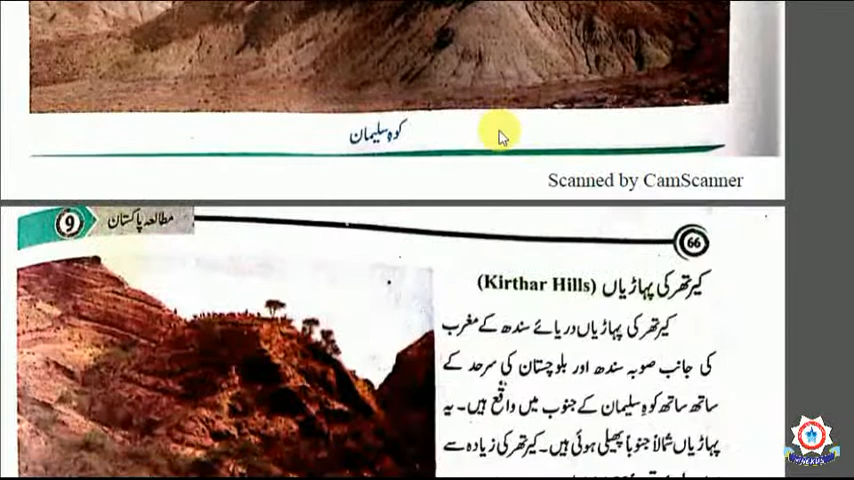 کوہِ سلیمان
Scanned by CamScanner
9
مطالعہ پاکستان
66
کیرتھر کی پہاڑیاں (Kirthar Hills)
کیرتھر کی پہاڑیاں دریائے سندھ کے مغرب
کی جانب صوبہ سندھ اور بلوچستان کی سرحد کے
ساتھ ساتھ کوہِ سلیمان کے جنوب میں واقع ہیں۔ یہ
پہاڑیاں شمالاً جنوباً پھیلی ہوئی ہیں۔ کیرتھر کی زیادہ سے